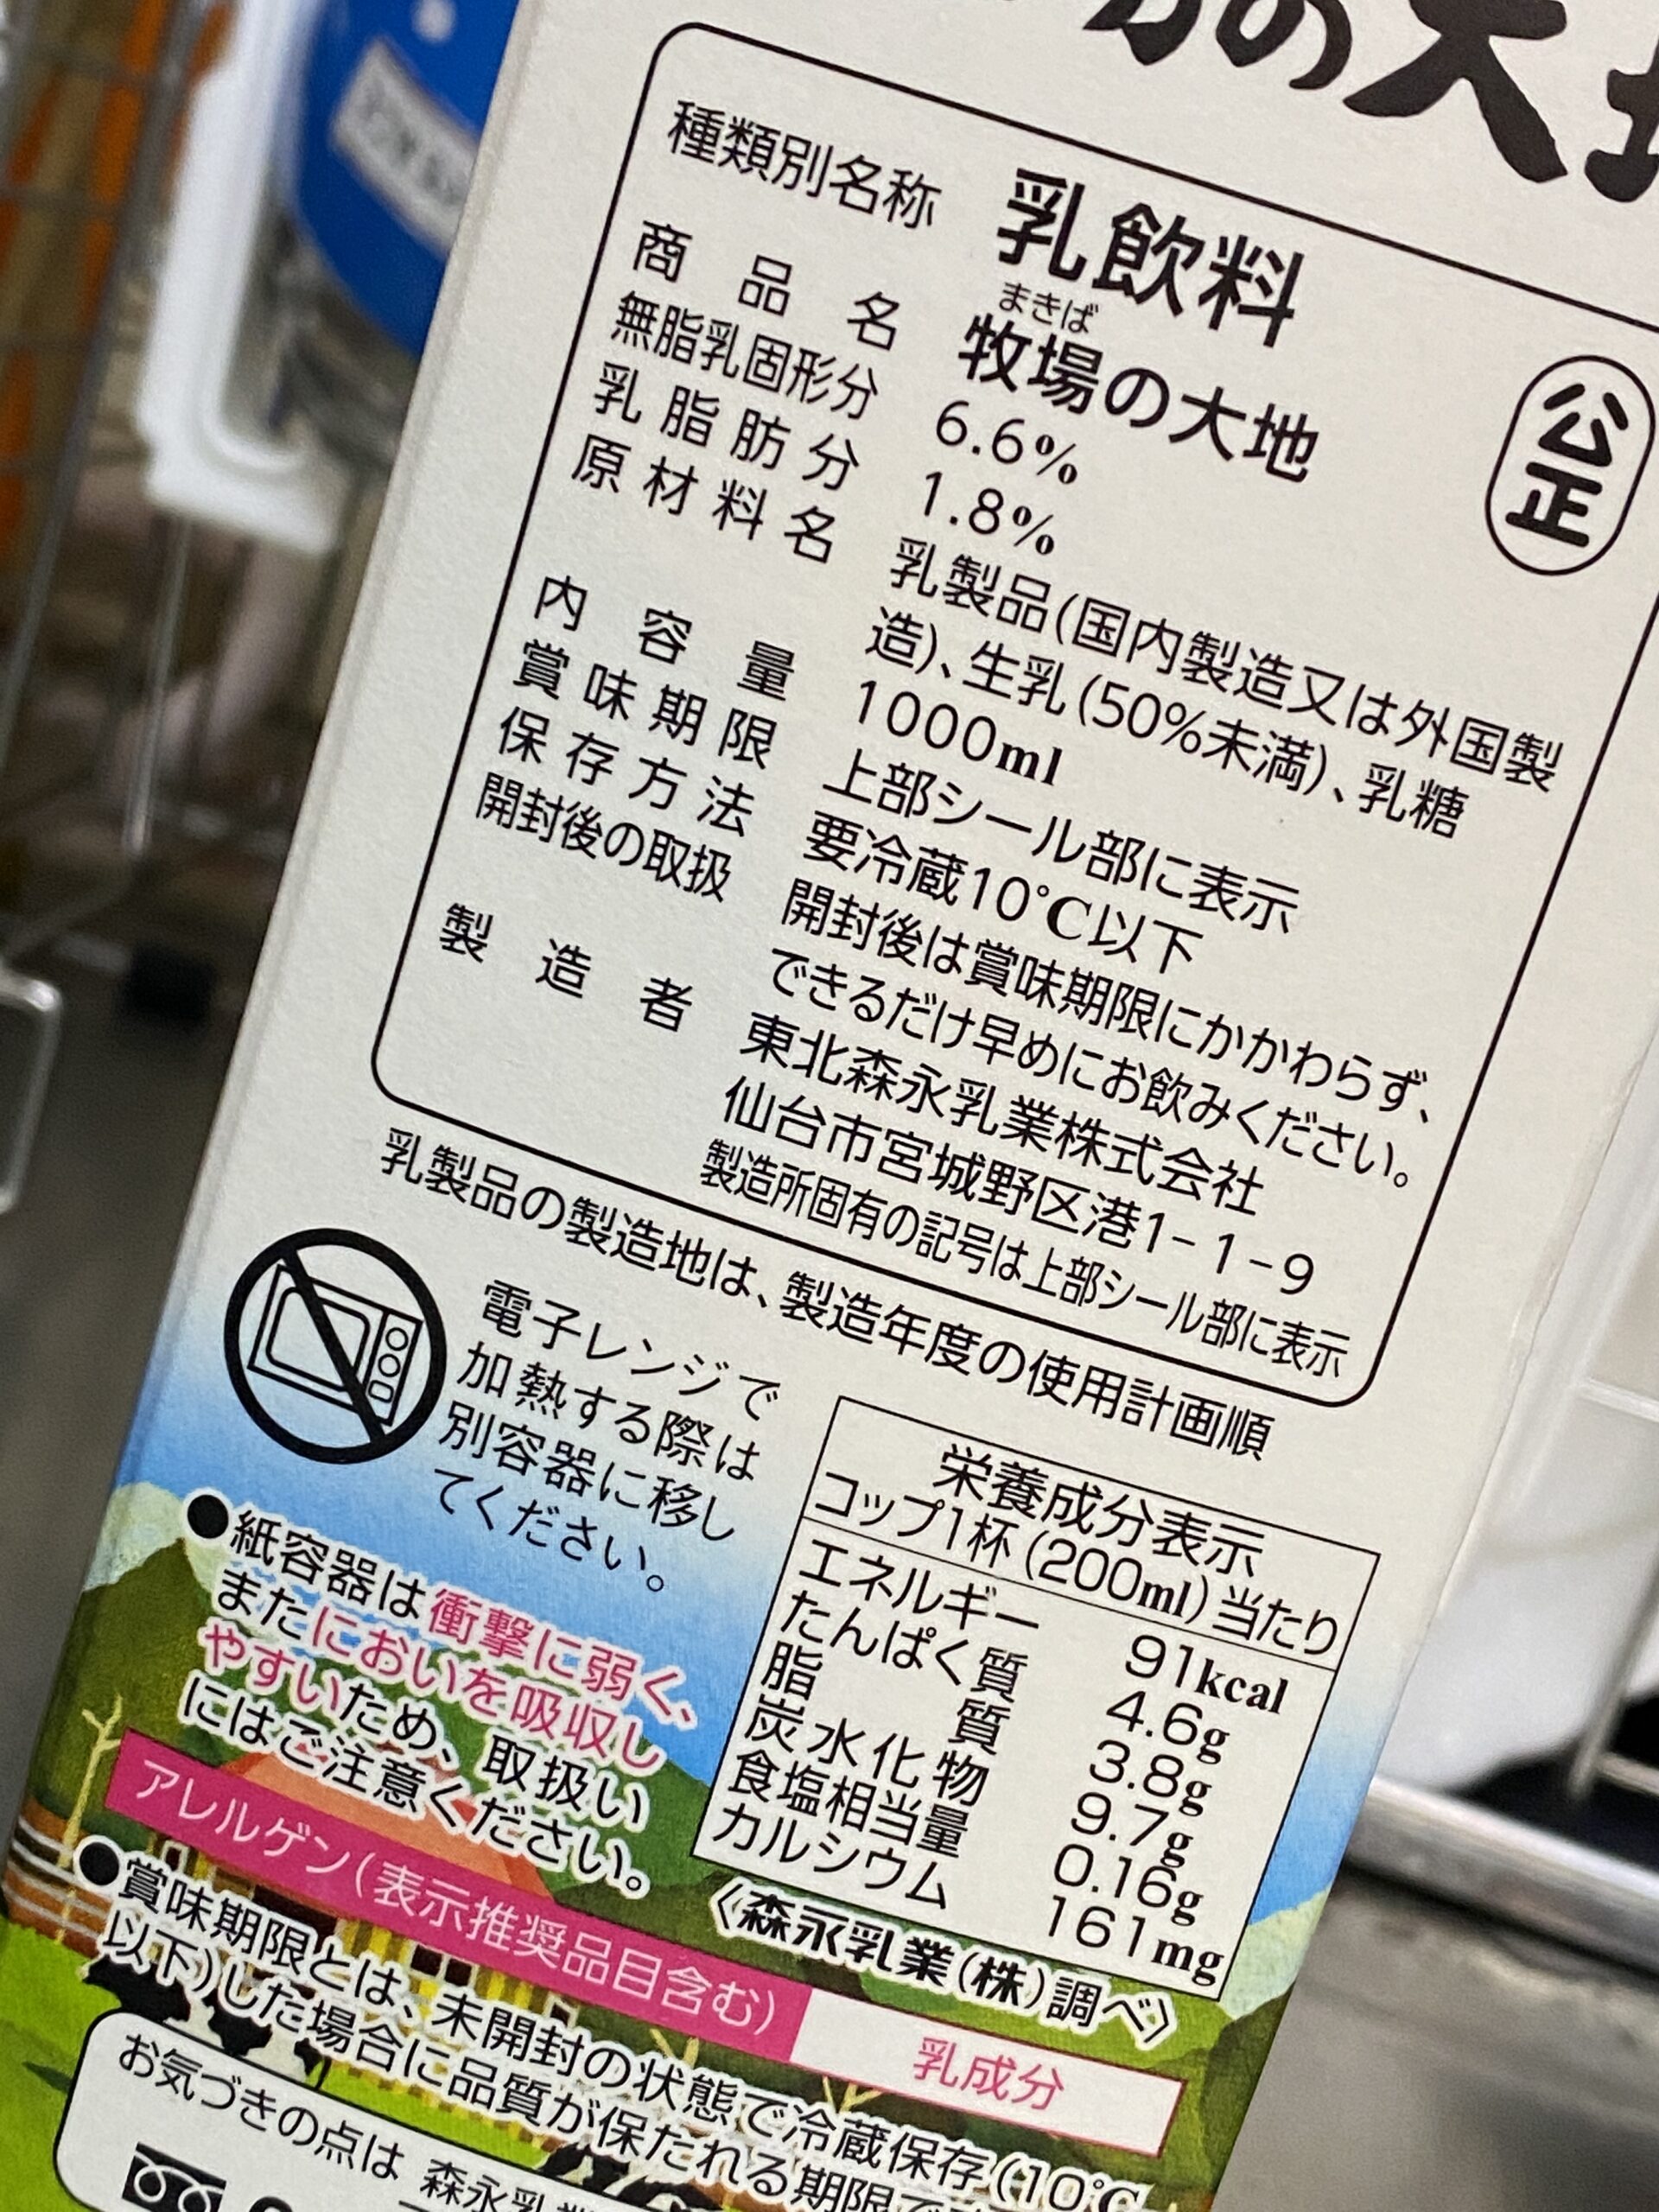 の大
種類別名称 乳飲料
商品名 牧場の大地
まきば
無脂乳固形分 6.6%
乳脂肪分 1.8%
原材料名 乳製品(国内製造又は外国製
造)、生乳(50%未満)、乳糖
内容量 1000ml
賞味期限 上部シール部に表示
保存方法 要冷蔵10℃以下
開封後の取扱 開封後は賞味期限にかかわらず、
できるだけ早めにお飲みください。
製造者 東北森永乳業株式会社
仙台市宮城野区港1-1-9
製造所固有の記号は上部シール部に表示
公正
乳製品の製造地は、製造年度の使用計画順
電子レンジで
加熱する際は
別容器に移し
てください。
●紙容器は衝撃に弱く、
またにおいを吸収し
やすいため、取扱い
にはご注意ください。
栄養成分表示
コップ1杯(200ml)当たり
エネルギー 91kcal
たんぱく質 4.6g
脂質 3.8g
炭水化物 9.7g
食塩相当量 0.16g
カルシウム 161mg
〈森永乳業(株)調べ〉
アレルゲン(表示推奨品目含む) 乳成分
●賞味期限とは、未開封の状態で冷蔵保存(10℃
以下)した場合に品質が保たれる期限で
お気づきの点は 森永乳業